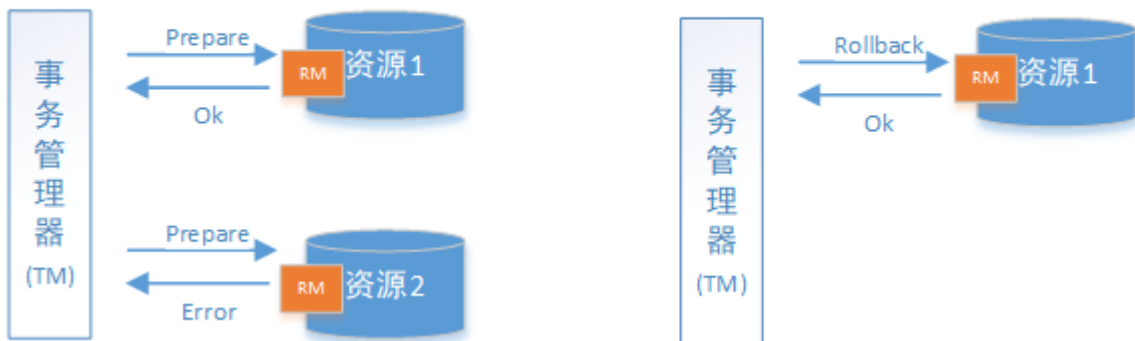 事务管理器
(TM)
Prepare
RM
资源1
Ok
Prepare
RM
资源2
Error
事务管理器
(TM)
Rollback
RM
资源1
Ok